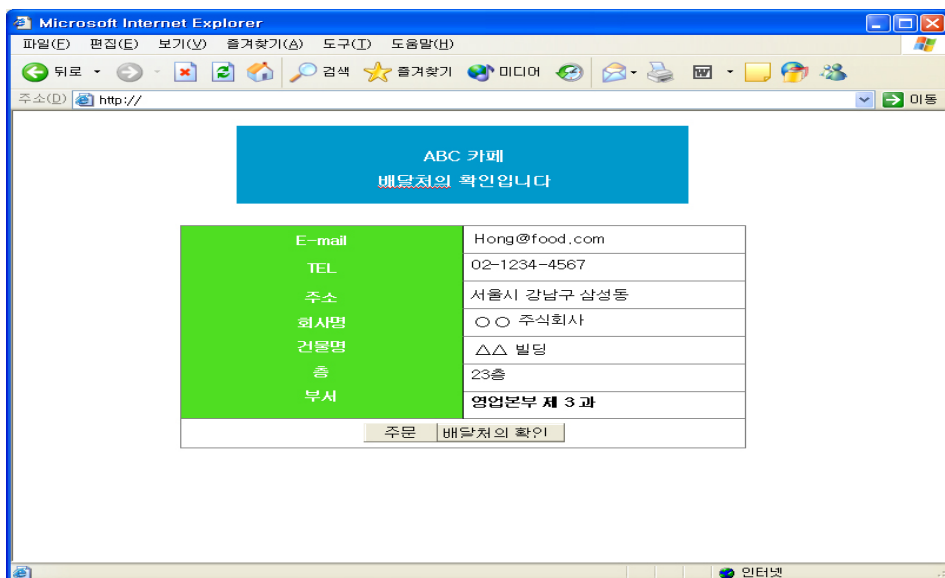 Microsoft Internet Explorer
파일(F) 편집(E) 보기(V) 즐겨찾기(A) 도구(T) 도움말(H)
뒤로 검색 즐겨찾기 미디어
주소(D) http:// 이동
ABC 카페
배달처의 확인입니다
E-mail Hong@food.com
TEL 02-1234-4567
주소 서울시 강남구 삼성동
회사명 ○○ 주식회사
건물명 △△ 빌딩
층 23층
부서 영업본부 제 3 과
주문 배달처의 확인
인터넷